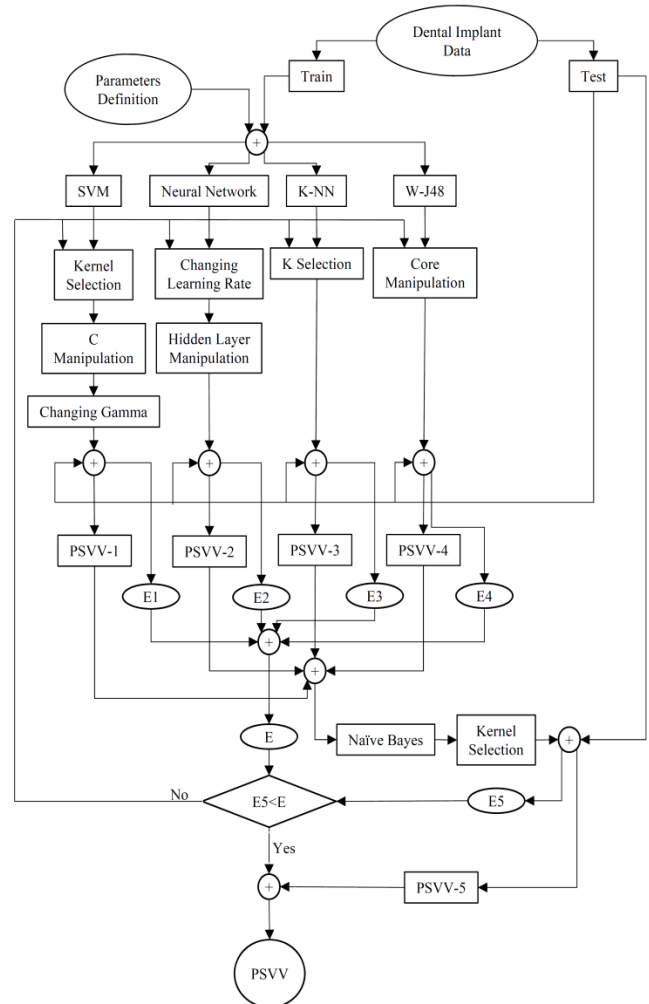 Dental Implant
Data
Parameters
Definition
Train
Test
+
SVM
Neural Network
K-NN
W-J48
Kernel
Selection
Changing
Learning Rate
K Selection
Core
Manipulation
C
Manipulation
Hidden Layer
Manipulation
Changing Gamma
+
+
+
+
PSVV-1
PSVV-2
PSVV-3
PSVV-4
E1
E2
E3
E4
+
+
E
Naïve Bayes
Kernel
Selection
+
No
E5<E
E5
Yes
+
PSVV-5
PSVV